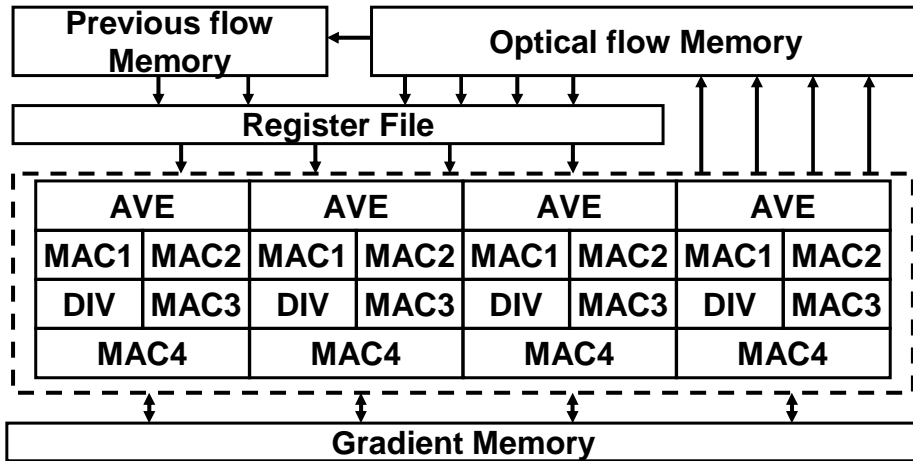 Previous flow
Memory
Optical flow Memory
Register File
AVE AVE AVE AVE
MAC1 MAC2 MAC1 MAC2 MAC1 MAC2 MAC1 MAC2
DIV MAC3 DIV MAC3 DIV MAC3 DIV MAC3
MAC4 MAC4 MAC4 MAC4
Gradient Memory